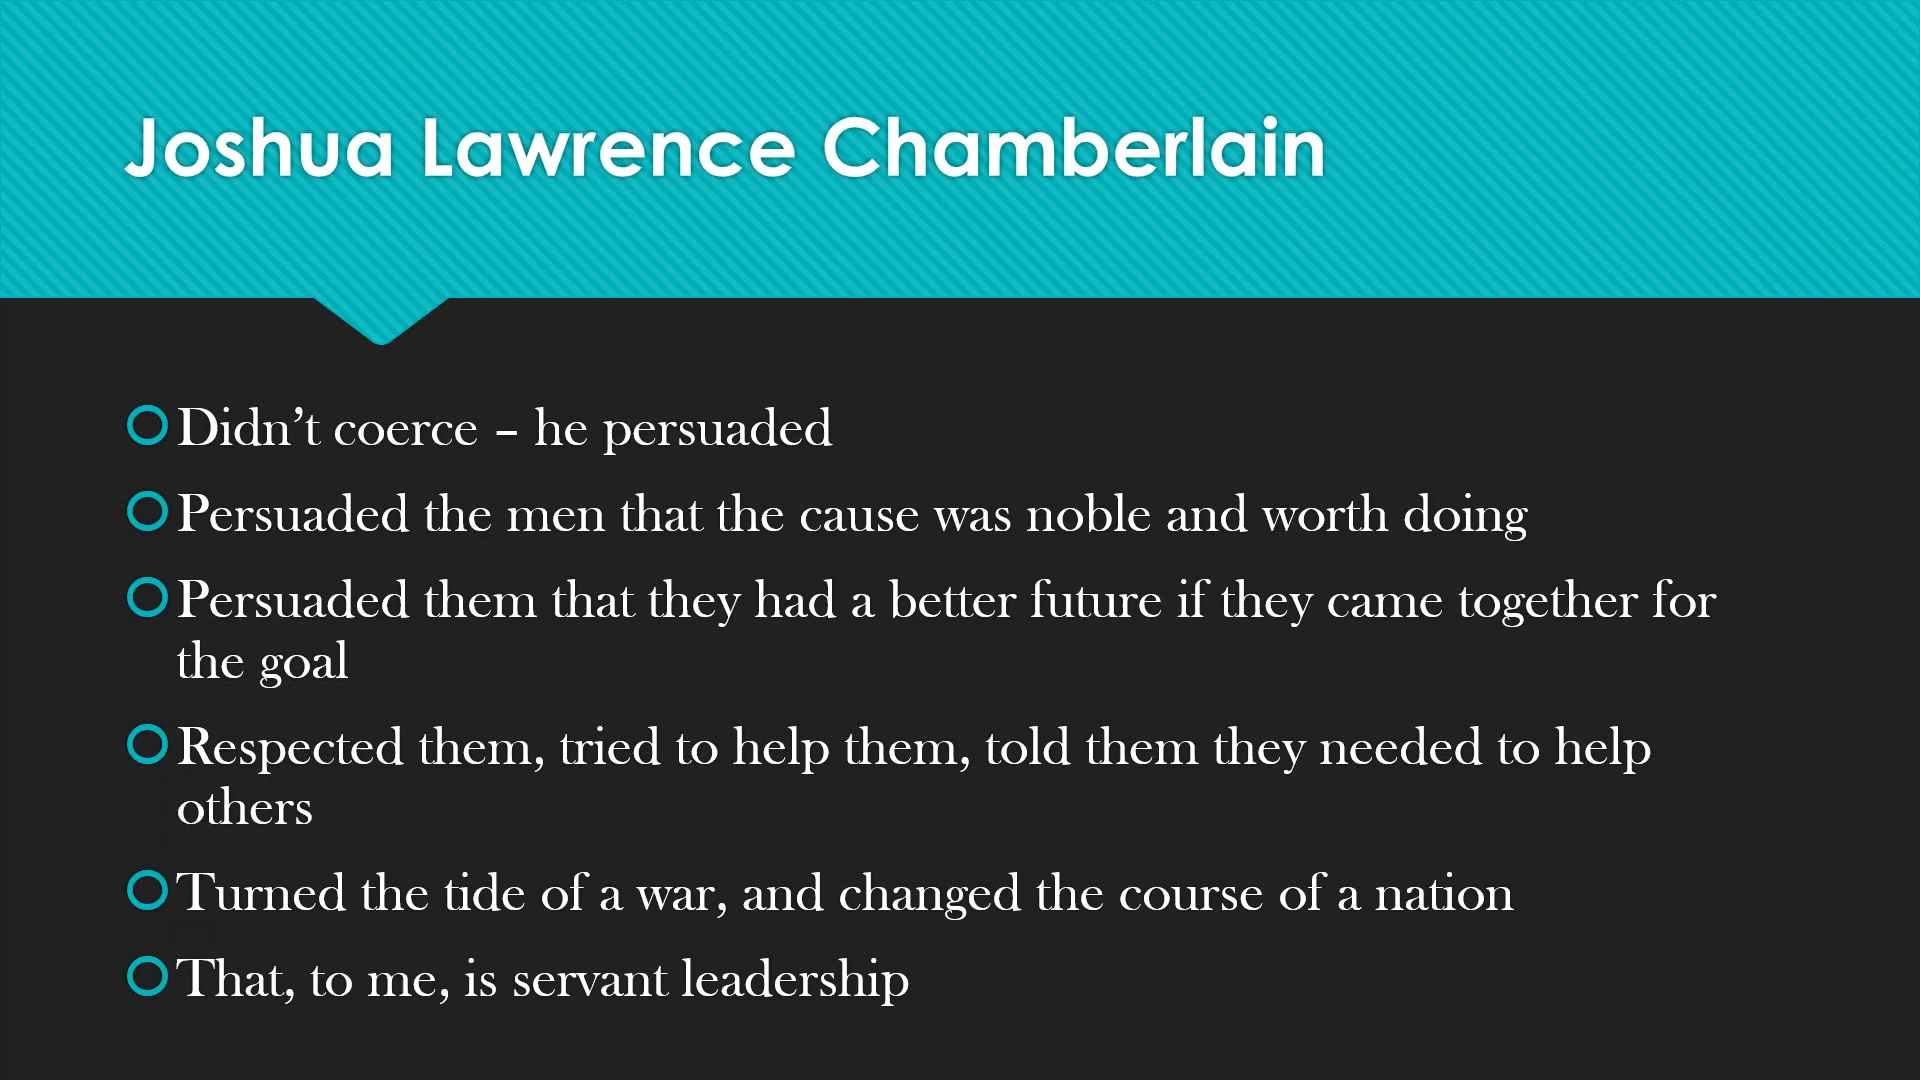 Joshua Lawrence Chamberlain
Didn’t coerce – he persuaded
Persuaded the men that the cause was noble and worth doing
Persuaded them that they had a better future if they came together for
the goal
Respected them, tried to help them, told them they needed to help
others
Turned the tide of a war, and changed the course of a nation
That, to me, is servant leadership